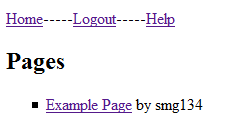 Home-----Logout-----Help
Pages
Example Page by smg134